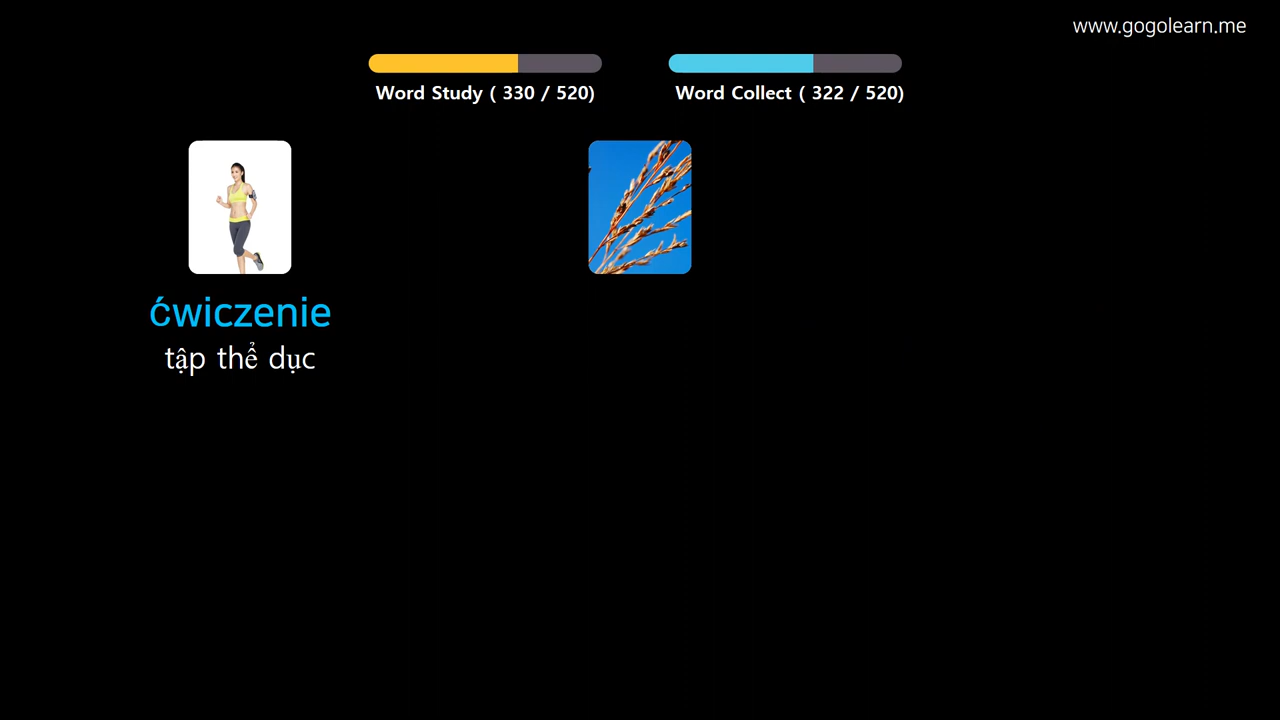 www.gogolearn.me
Word Study ( 330 / 520)
Word Collect ( 322 / 520)
ćwiczenie
tập thể dục